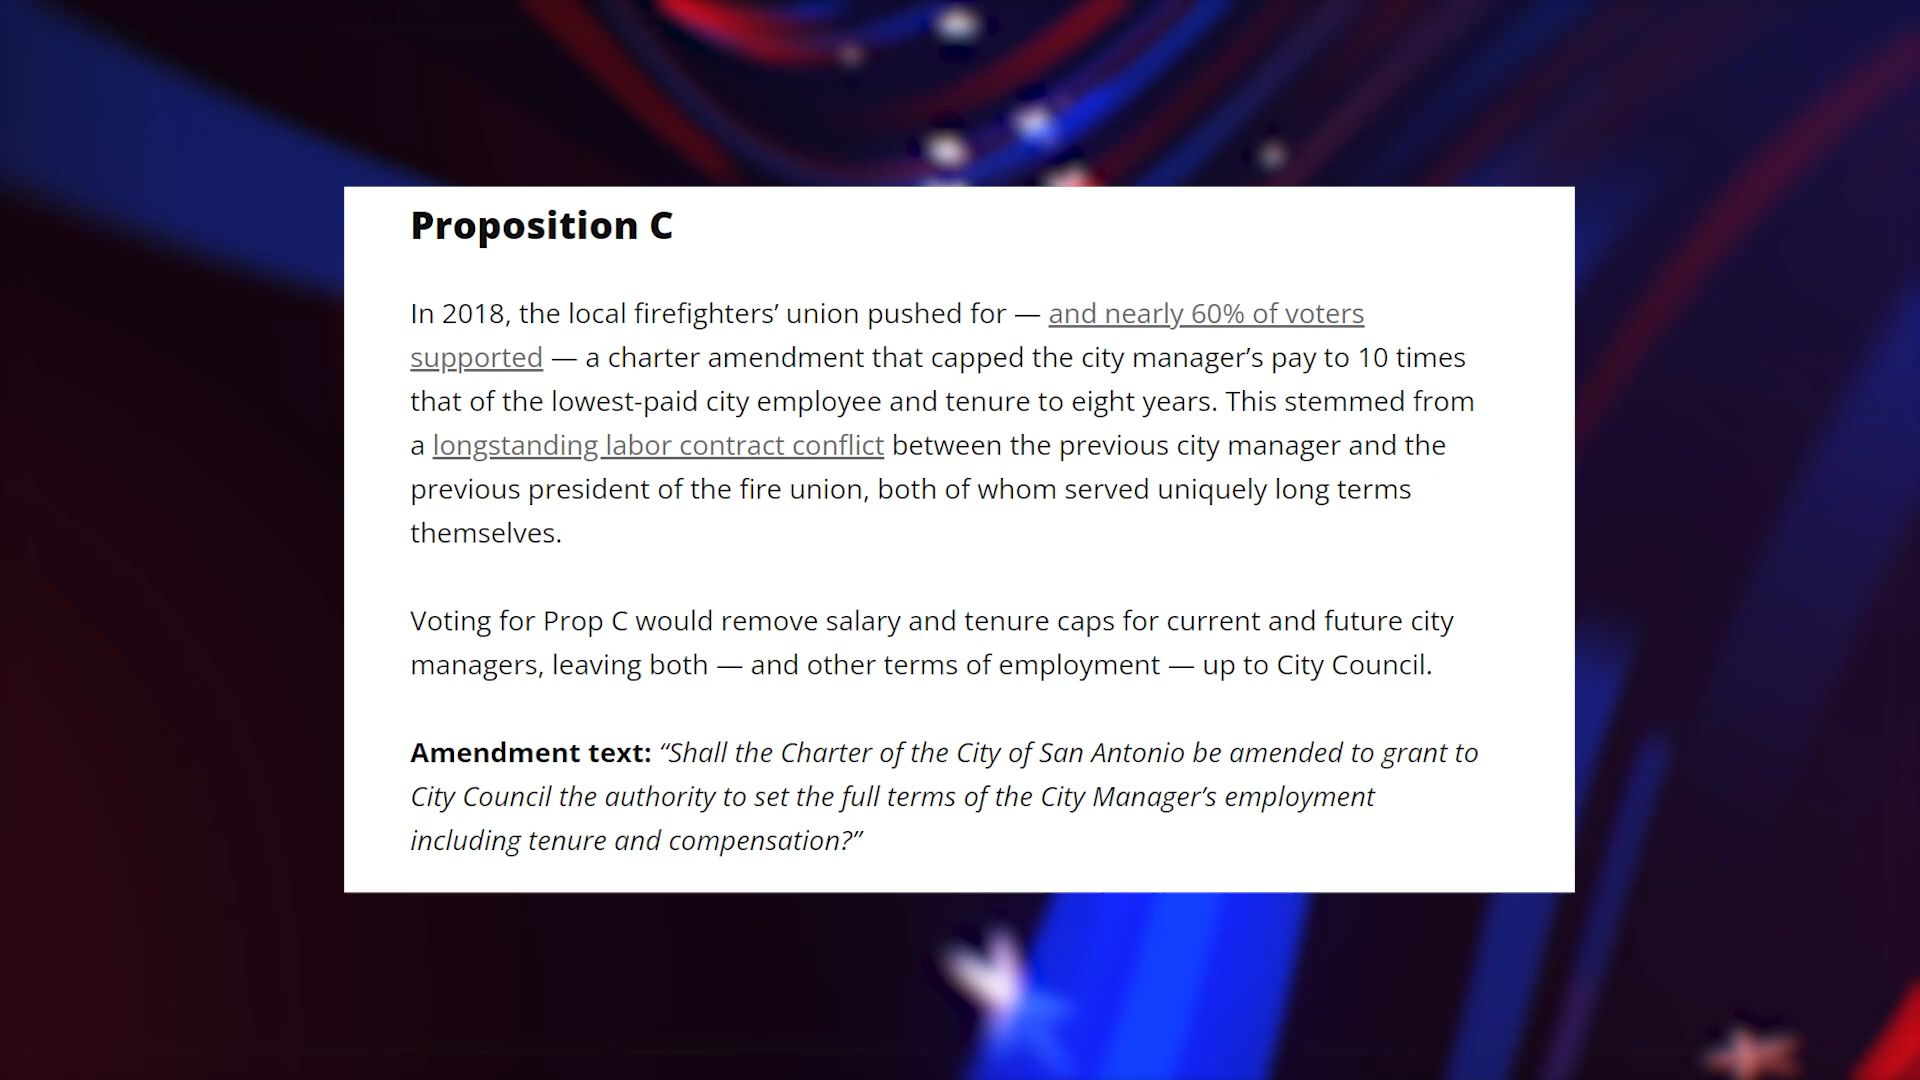 Proposition C
In 2018, the local firefighters’ union pushed for — and nearly 60% of voters
supported — a charter amendment that capped the city manager’s pay to 10 times
that of the lowest-paid city employee and tenure to eight years. This stemmed from
a longstanding labor contract conflict between the previous city manager and the
previous president of the fire union, both of whom served uniquely long terms
themselves.
Voting for Prop C would remove salary and tenure caps for current and future city
managers, leaving both — and other terms of employment — up to City Council.
Amendment text: “Shall the Charter of the City of San Antonio be amended to grant to
City Council the authority to set the full terms of the City Manager’s employment
including tenure and compensation?”